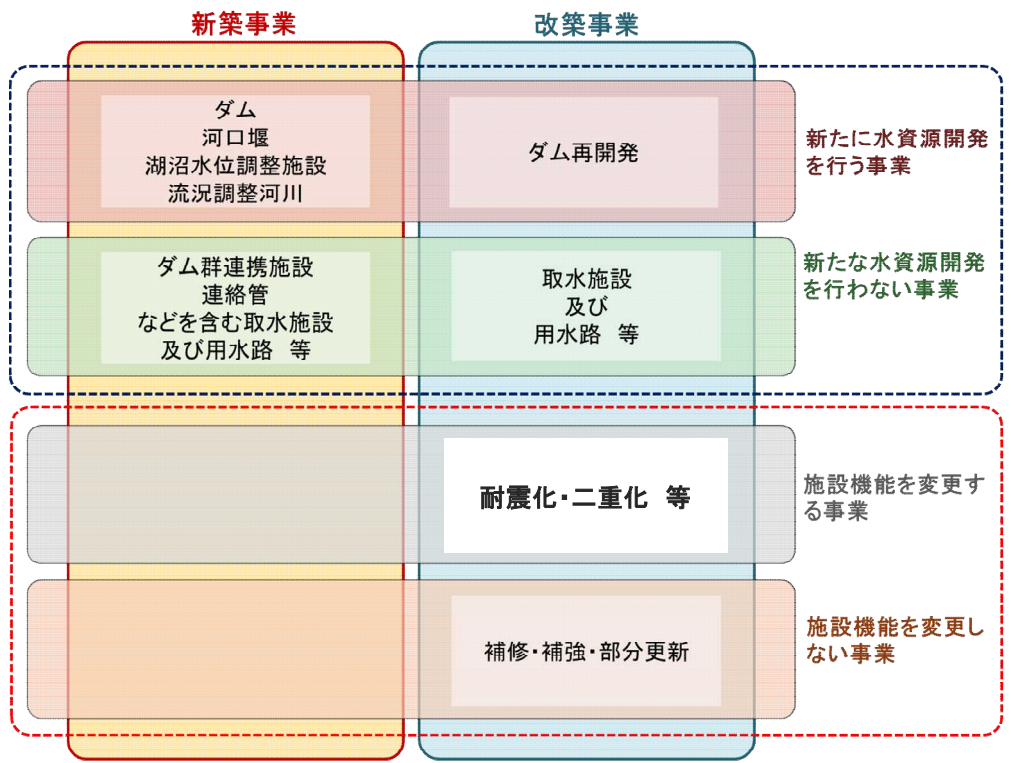 新築事業
改築事業
ダム
河口堰
湖沼水位調整施設
流況調整河川
ダム再開発
新たに水資源開発
を行う事業
ダム群連携施設
連絡管
などを含む取水施設
及び用水路　等
取水施設
及び
用水路　等
新たな水資源開発
を行わない事業
耐震化・二重化　等
施設機能を変更す
る事業
補修・補強・部分更新
施設機能を変更し
ない事業